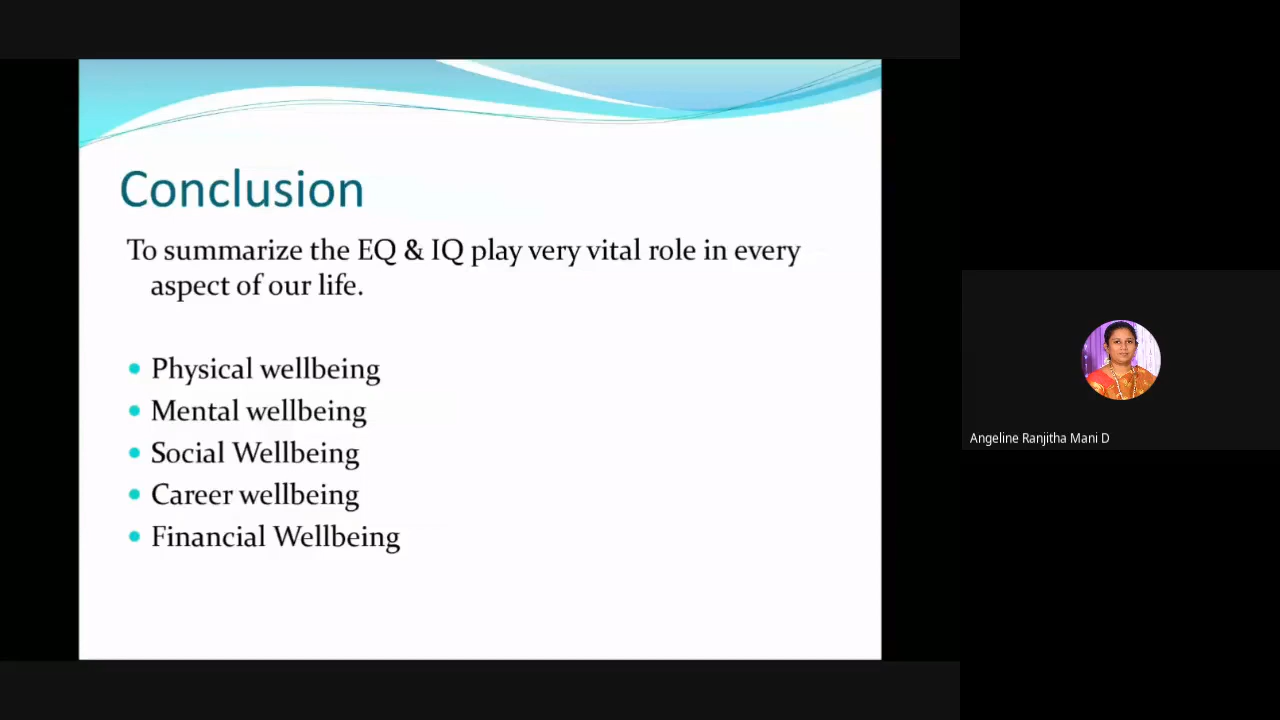 Conclusion
To summarize the EQ & IQ play very vital role in every
aspect of our life.
Physical wellbeing
Mental wellbeing
Social Wellbeing
Career wellbeing
Financial Wellbeing
Angeline Ranjitha Mani D